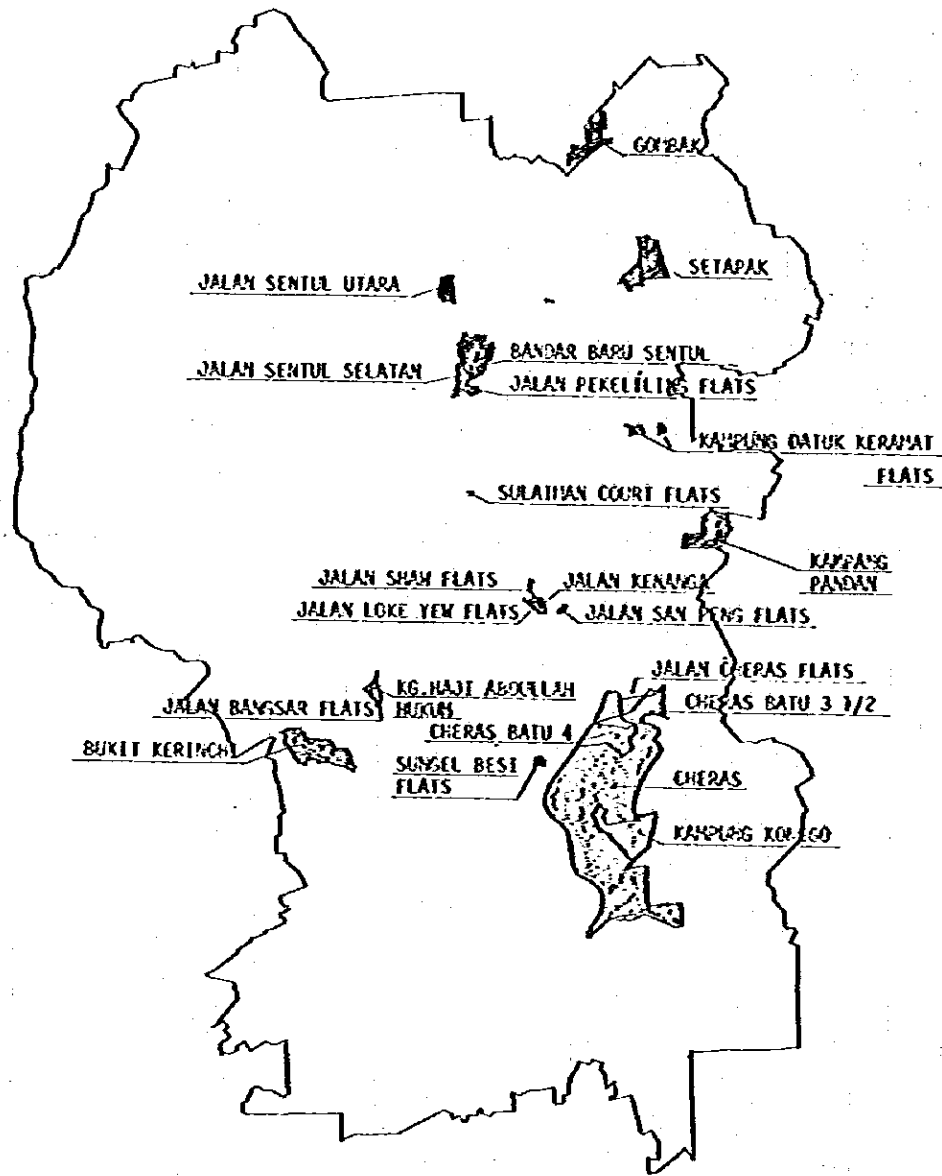 GOMBAK
SETAPAK
JALAN SENTUL UTARA
BANDAR BARU SENTUL
JALAN SENTUL SELATAN
JALAN PEKELILING FLATS
KAMPUNG DATUK KERAMAT
FLATS
SULATHAN COURT FLATS
KAMPANG
PANDAN
JALAN SHAW FLATS
JALAN KENANGA
JALAN LOKE YEW FLATS
JALAN SAN PENG FLATS
JALAN CHERAS FLATS
KG.HAJI ABDULLAH
HUKUM
JALAN BANGSAR FLATS
CHERAS BATU 3 1/2
CHERAS BATU 4
BUKIT KERINCHI
SUNGEL BESI
FLATS
CHERAS
KAMPUNG